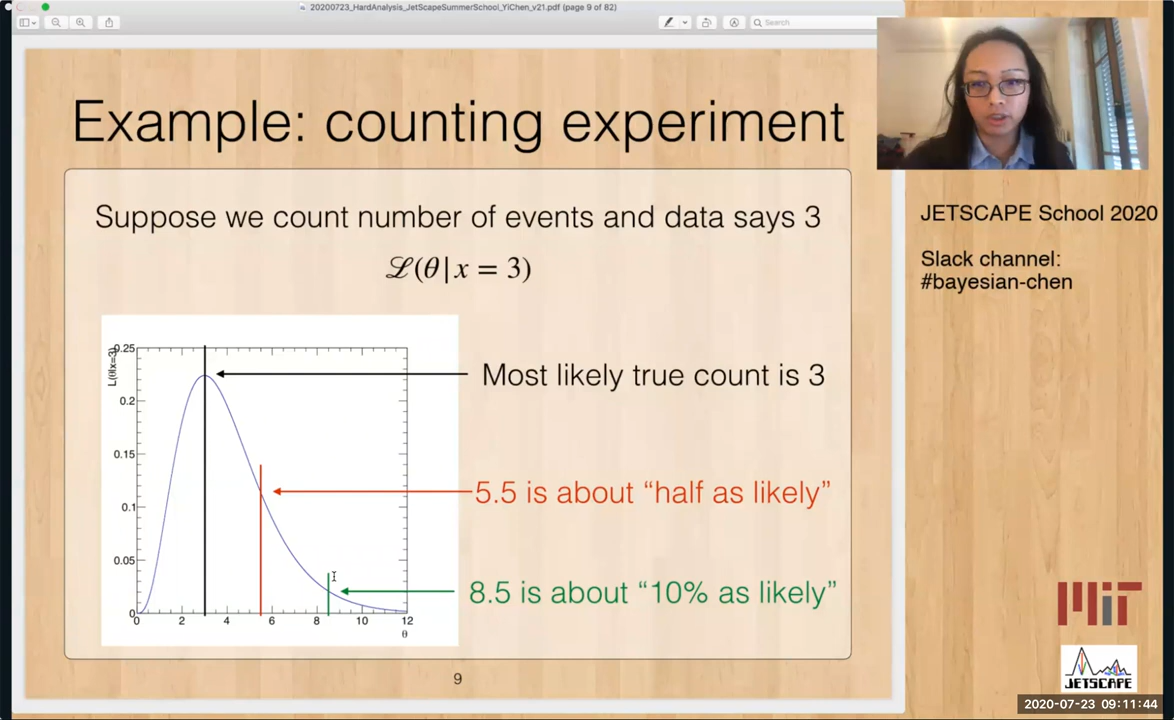 20200723_HardAnalysis_JetScapeSummerSchool_YiChen_v21.pdf (page 9 of 82)
Search
Example: counting experiment
Suppose we count number of events and data says 3
ℒ(θ|x = 3)
L(θ|x=3)
0.25
0.2
0.15
0.1
0.05
0
0 2 4 6 8 10 12
θ
Most likely true count is 3
5.5 is about “half as likely”
8.5 is about “10% as likely”
9
JETSCAPE School 2020
Slack channel:
#bayesian-chen
MIT
JETSCAPE
2020-07-23 09:11:44